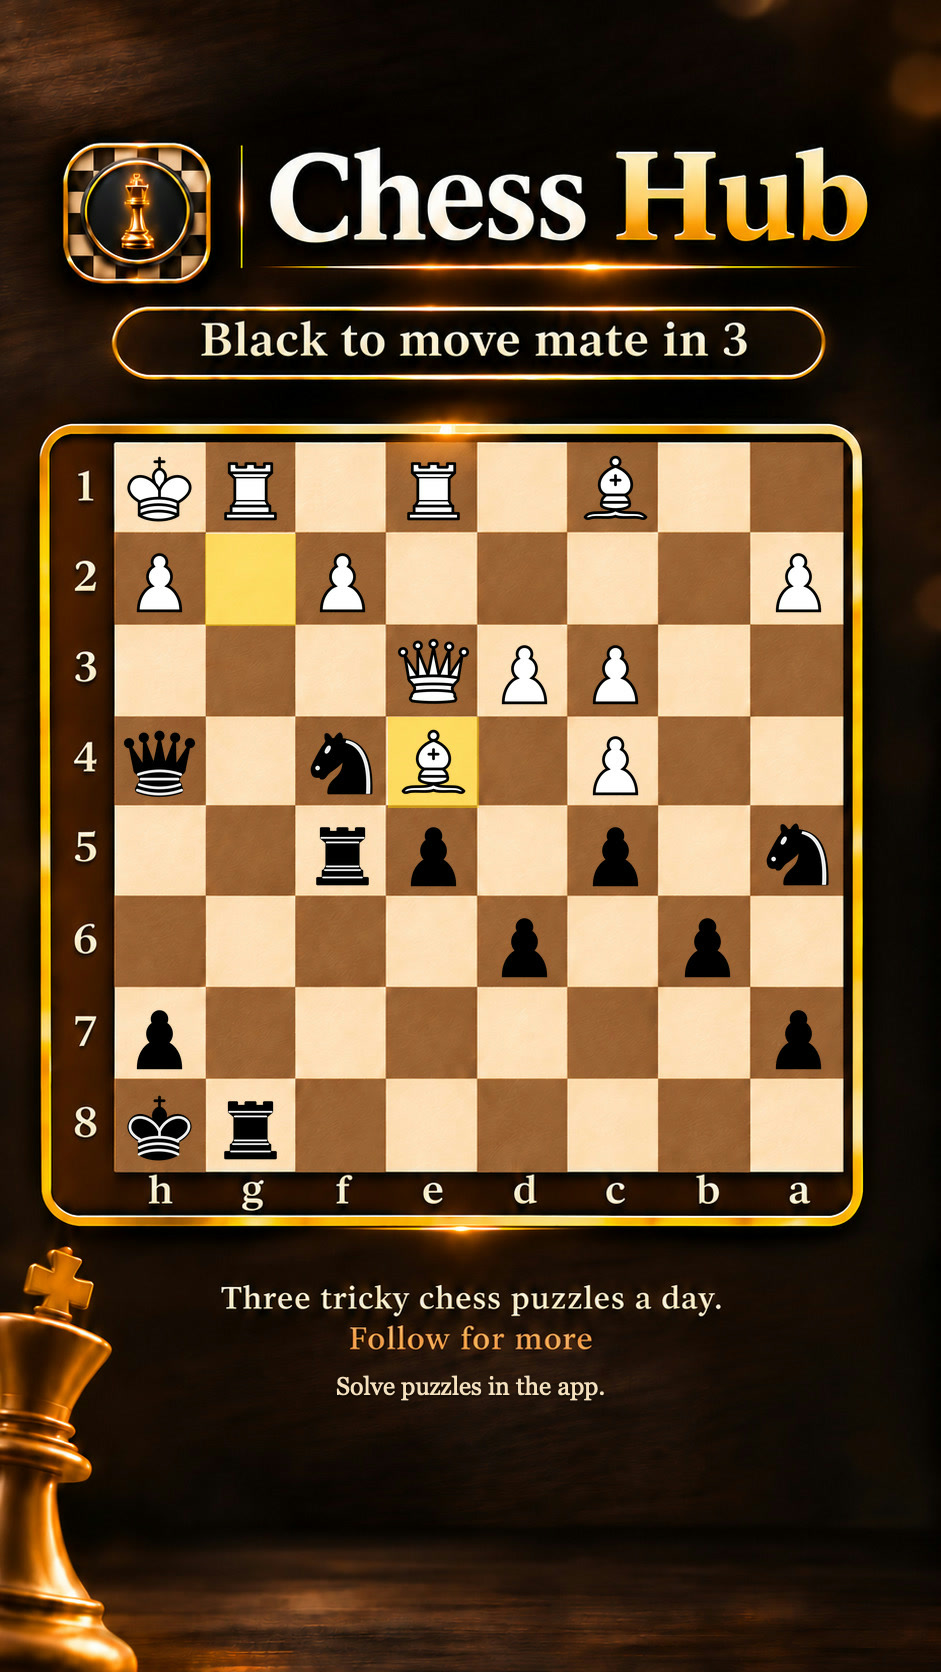 Chess Hub
Black to move mate in 3
1
2
3
4
5
6
7
8
h g f e d c b a
Three tricky chess puzzles a day.
Follow for more
Solve puzzles in the app.